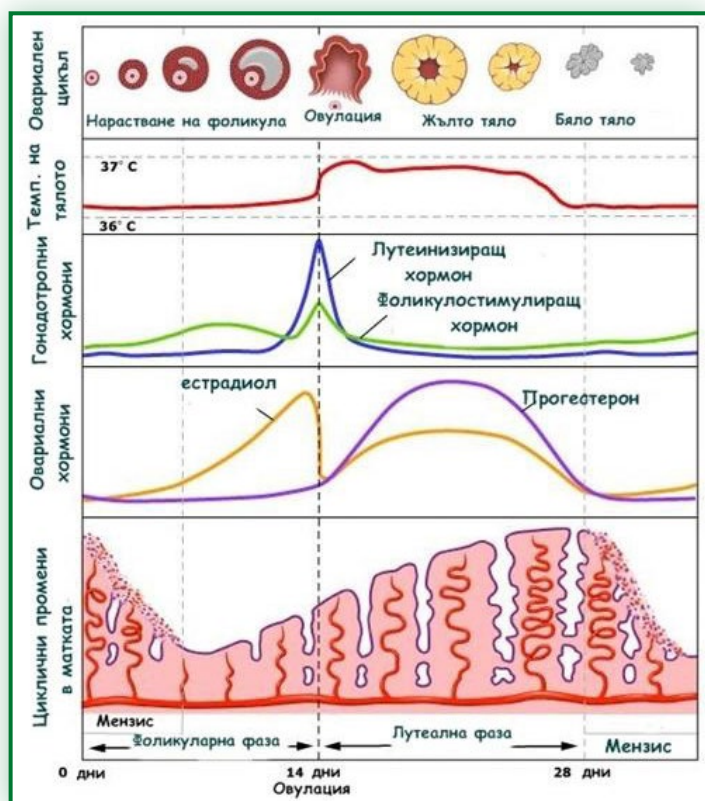 Овариален
цикъл
Нарастване на фоликула
Овулация
Жълто тяло
Бяло тяло
Темп. на
тялото
37° C
36° C
Гонадотропни
хормони
Лутеинизиращ
хормон
Фоликулостимулиращ
хормон
Овариални
хормони
естрадиол
Прогестерон
Циклични промени
в матката
Мензис
Фоликуларна фаза
Лутеална фаза
Мензис
0 дни
14 дни
28 дни
Овулация